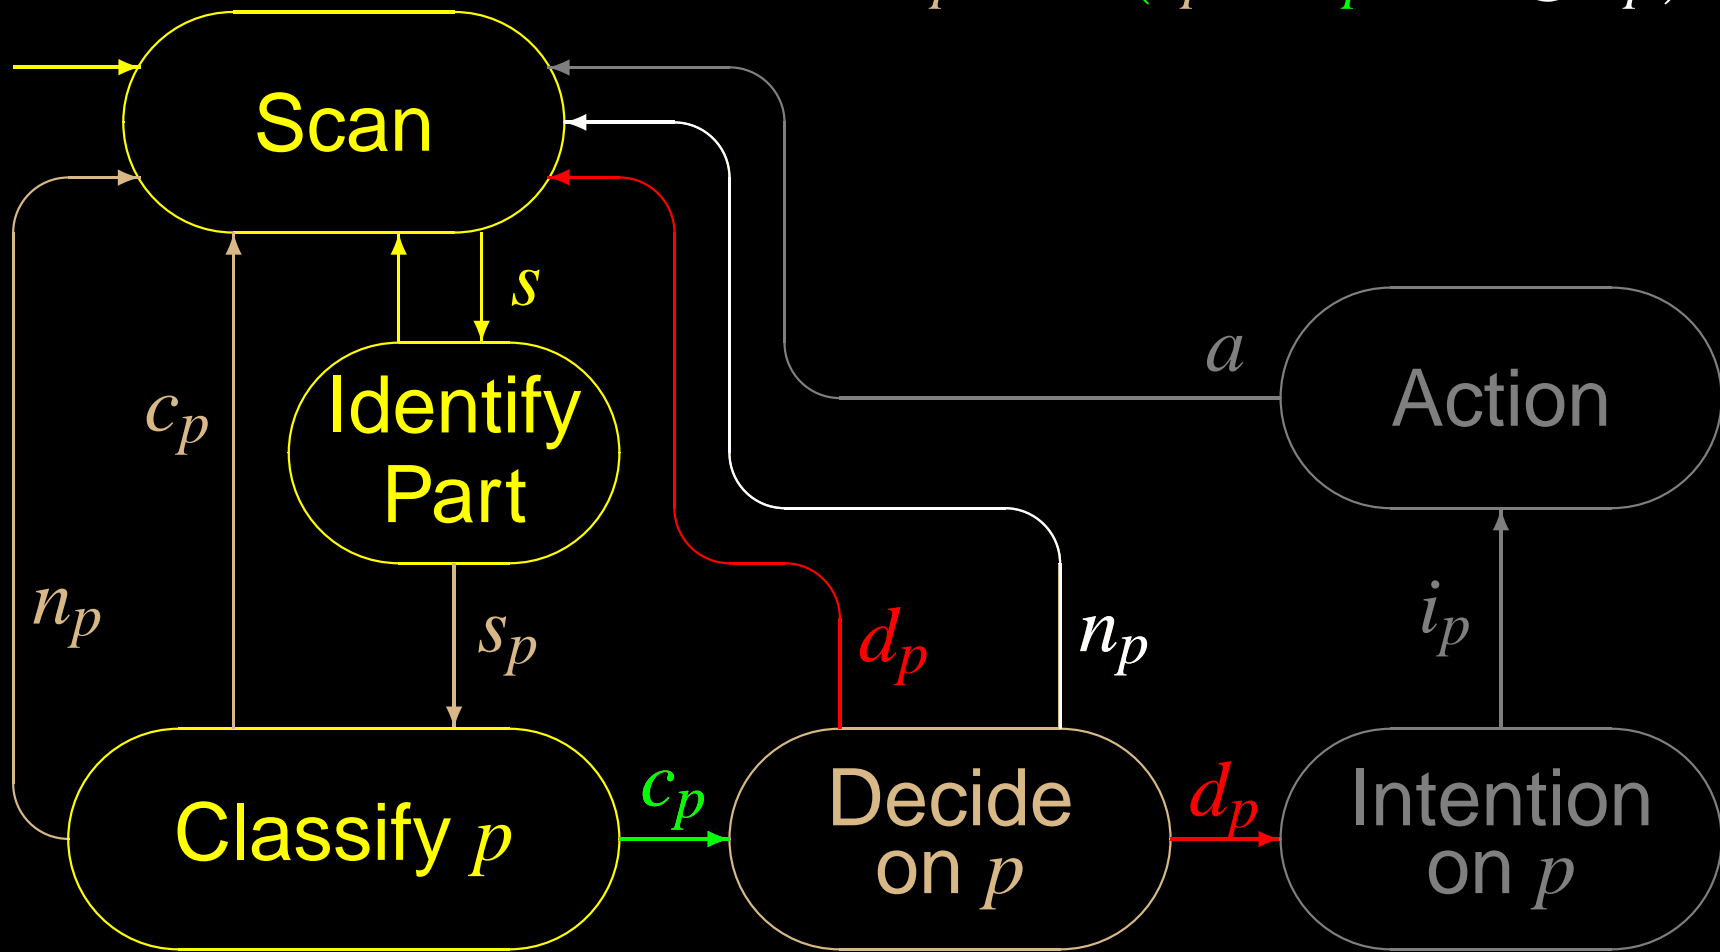 Scan
s
Identify
Part
c_p
a
Action
n_p
s_p
d_p
n_p
i_p
Classify p
c_p
Decide
on p
d_p
Intention
on p